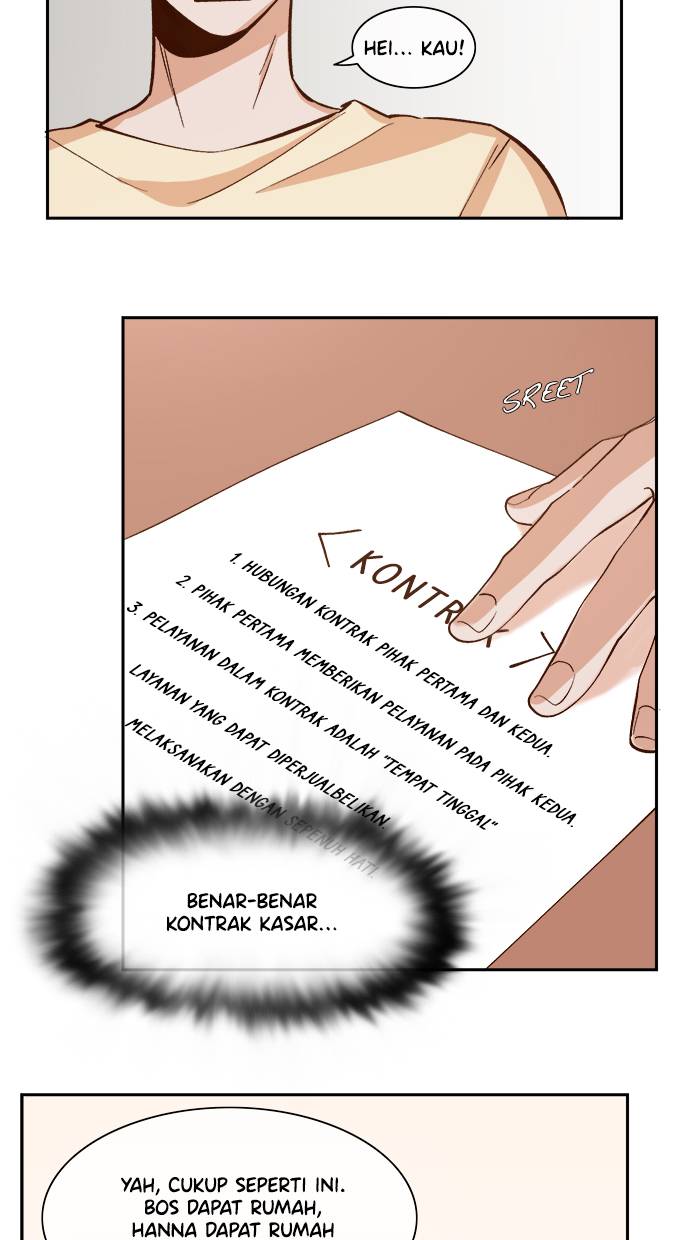 HEI... KAU!
SREET
< KONTRAK >
1. HUBUNGAN KONTRAK PIHAK PERTAMA DAN KEDUA.
2. PIHAK PERTAMA MEMBERIKAN PELAYANAN PADA PIHAK KEDUA.
3. PELAYANAN DALAM KONTRAK ADALAH "TEMPAT TINGGAL"
LAYANAN YANG DAPAT DIPERJUALBELIKAN.
MELAKSANAKAN DENGAN SEPENUH HATI.
BENAR-BENAR
KONTRAK KASAR...
YAH, CUKUP SEPERTI INI.
BOS DAPAT RUMAH,
HANNA DAPAT RUMAH